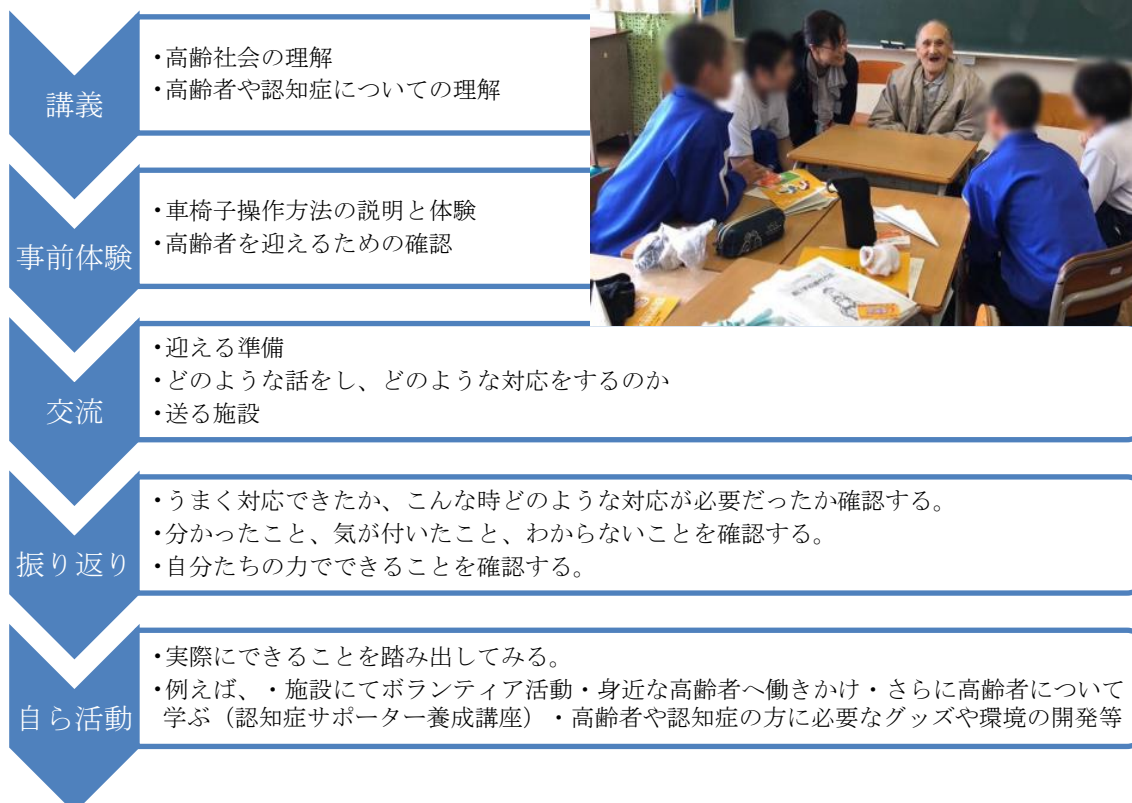 講義
・高齢社会の理解
・高齢者や認知症についての理解
事前体験
・車椅子操作方法の説明と体験
・高齢者を迎えるための確認
交流
・迎える準備
・どのような話をし、どのような対応をするのか
・送る施設
振り返り
・うまく対応できたか、こんな時どのような対応が必要だったか確認する。
・分かったこと、気が付いたこと、わからないことを確認する。
・自分たちの力でできることを確認する。
自ら活動
・実際にできることを踏み出してみる。
・例えば、・施設にてボランティア活動・身近な高齢者へ働きかけ・さらに高齢者について
学ぶ（認知症サポーター養成講座）・高齢者や認知症の方に必要なグッズや環境の開発等